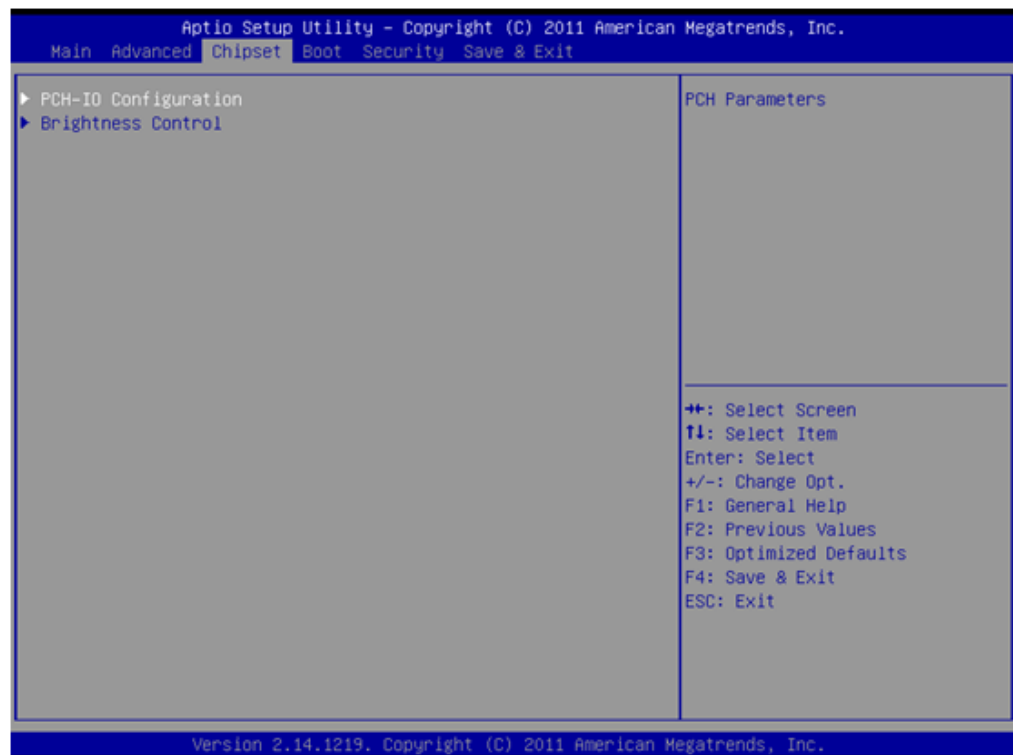 Aptio Setup Utility – Copyright (C) 2011 American Megatrends, Inc.
Main Advanced Chipset Boot Security Save & Exit
PCH-IO Configuration
Brightness Control
PCH Parameters
→←: Select Screen
↑↓: Select Item
Enter: Select
+/-: Change Opt.
F1: General Help
F2: Previous Values
F3: Optimized Defaults
F4: Save & Exit
ESC: Exit
Version 2.14.1219. Copyright (C) 2011 American Megatrends, Inc.